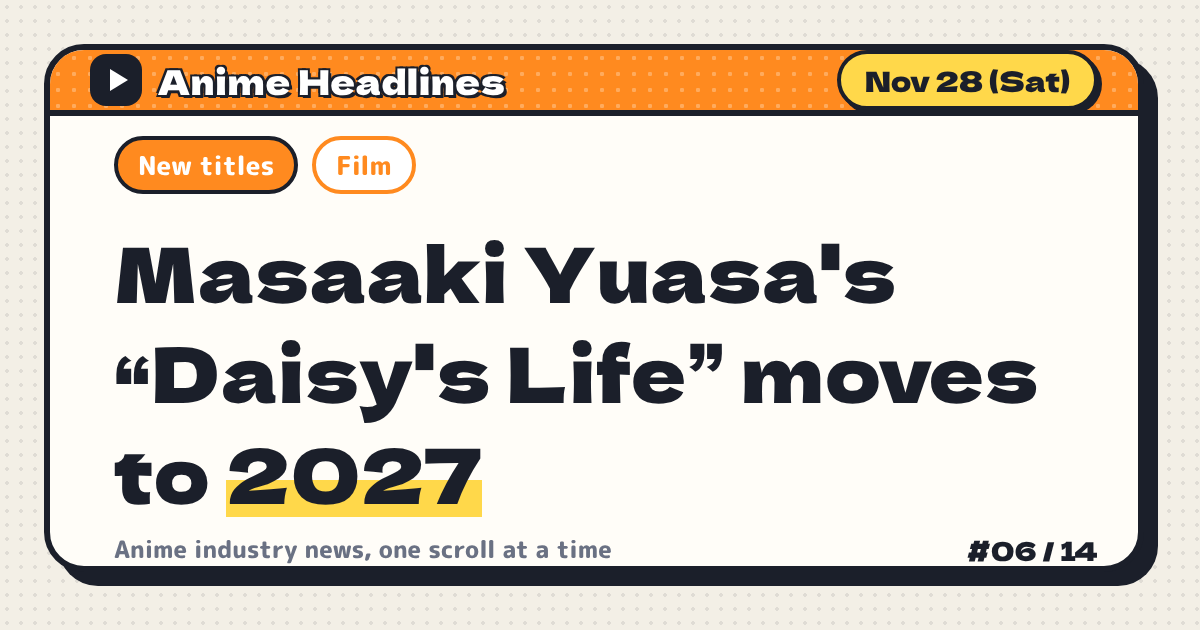 Anime Headlines
Nov 28 (Sat)
New titles
Film
Masaaki Yuasa's
“Daisy's Life” moves
to 2027
Anime industry news, one scroll at a time
#06 / 14